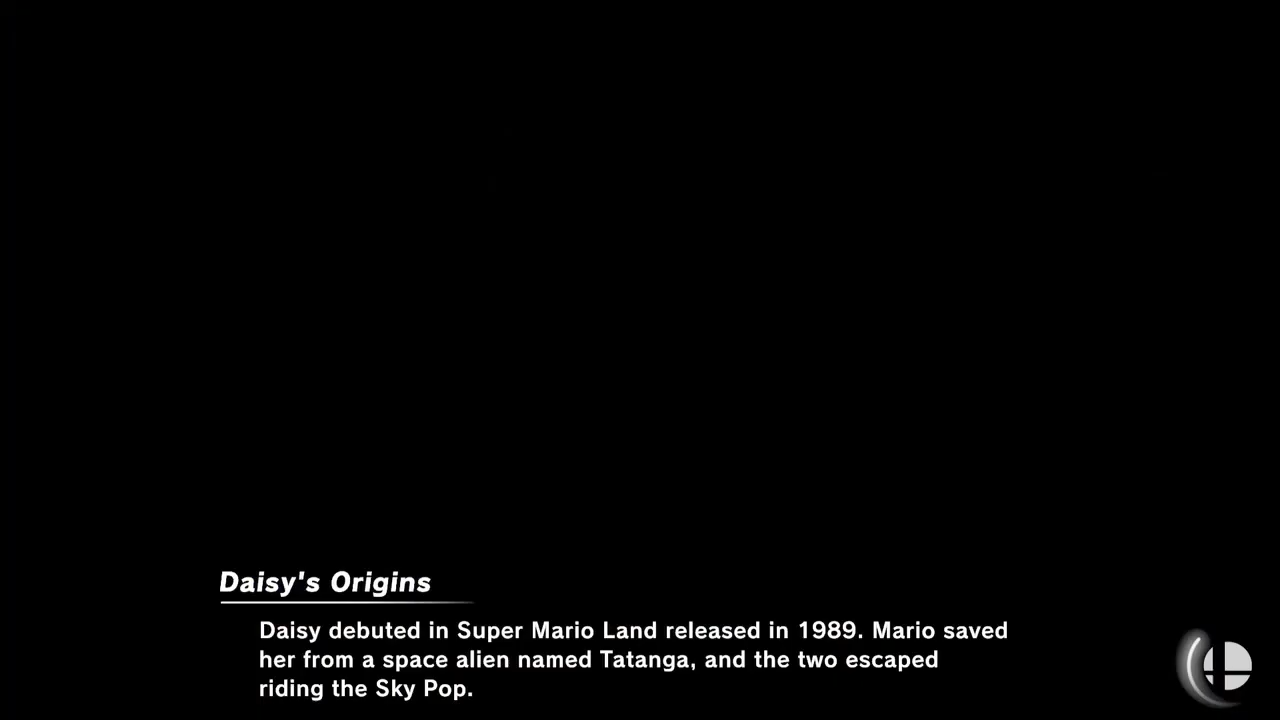 Daisy's Origins
Daisy debuted in Super Mario Land released in 1989. Mario saved
her from a space alien named Tatanga, and the two escaped
riding the Sky Pop.